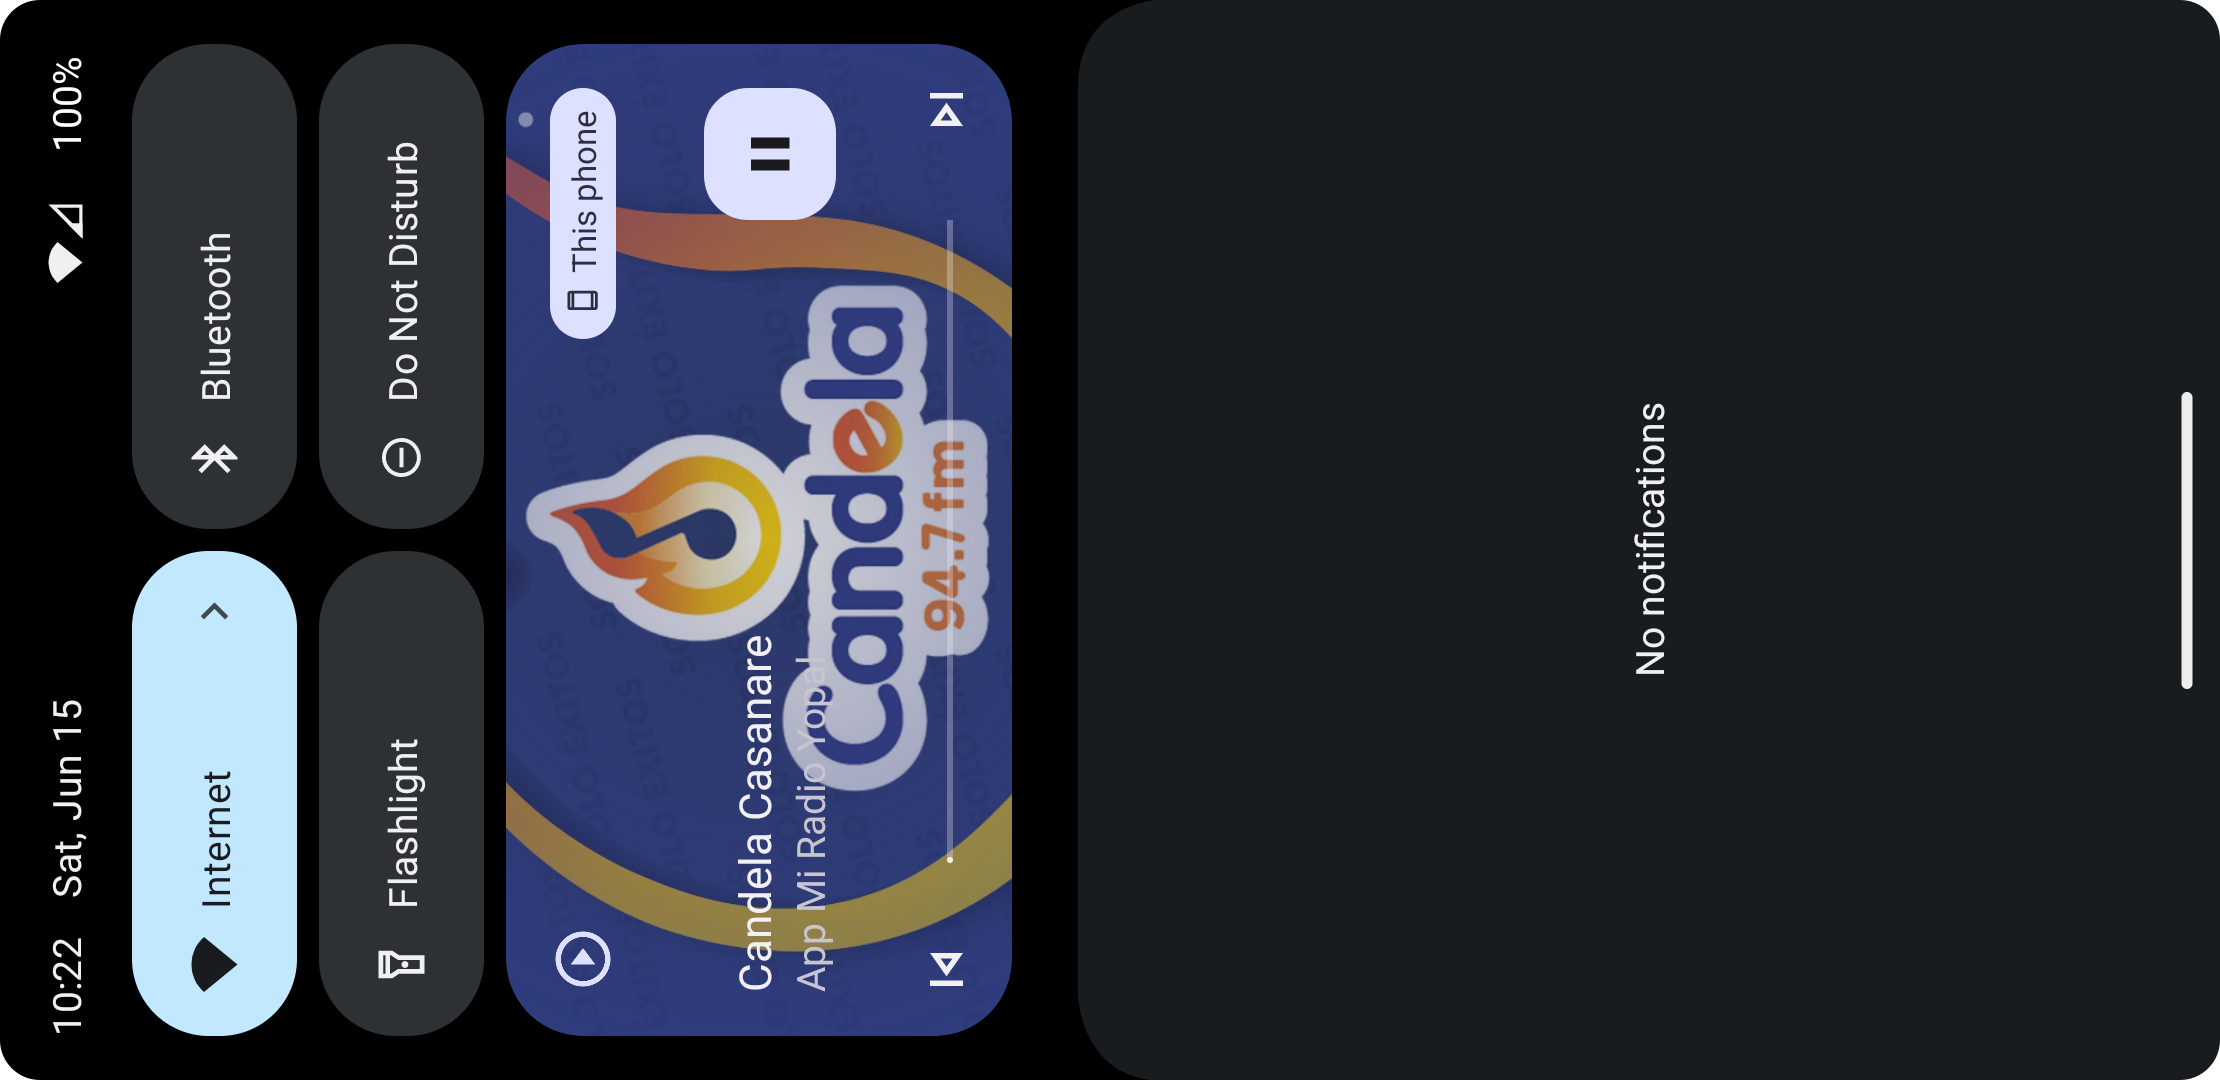 10:22 Sat, Jun 15 100%
Internet
Bluetooth
Flashlight
Do Not Disturb
This phone
Candela
94.7 fm
Candela Casanare
App Mi Radio Yopal
No notifications